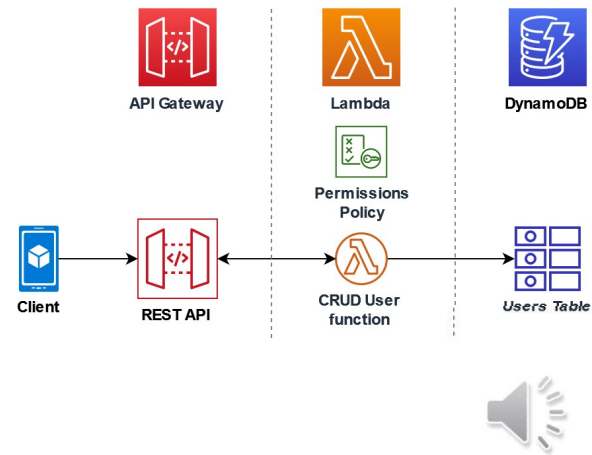 API Gateway
Lambda
DynamoDB
Permissions
Policy
Client
REST API
CRUD User
function
Users Table